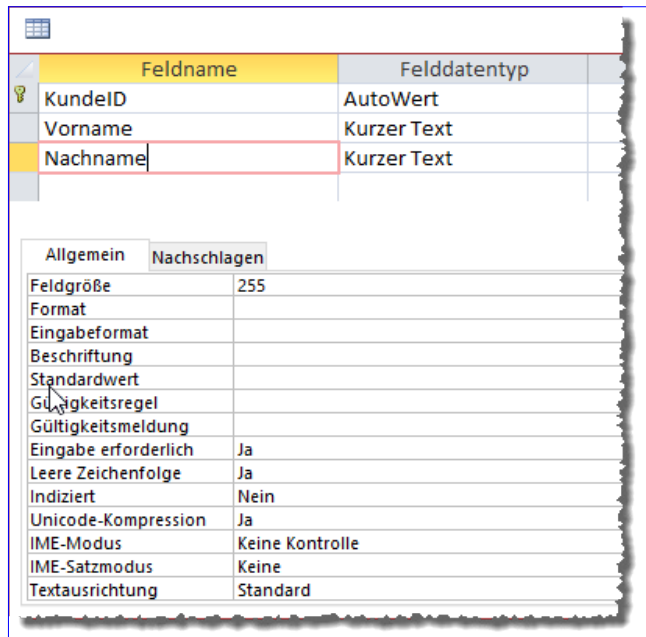 Feldname Felddatentyp
KundeID AutoWert
Vorname Kurzer Text
Nachname Kurzer Text
Allgemein Nachschlagen
Feldgröße 255
Format
Eingabeformat
Beschriftung
Standardwert
Gültigkeitsregel
Gültigkeitsmeldung
Eingabe erforderlich Ja
Leere Zeichenfolge Ja
Indiziert Nein
Unicode-Kompression Ja
IME-Modus Keine Kontrolle
IME-Satzmodus Keine
Textausrichtung Standard